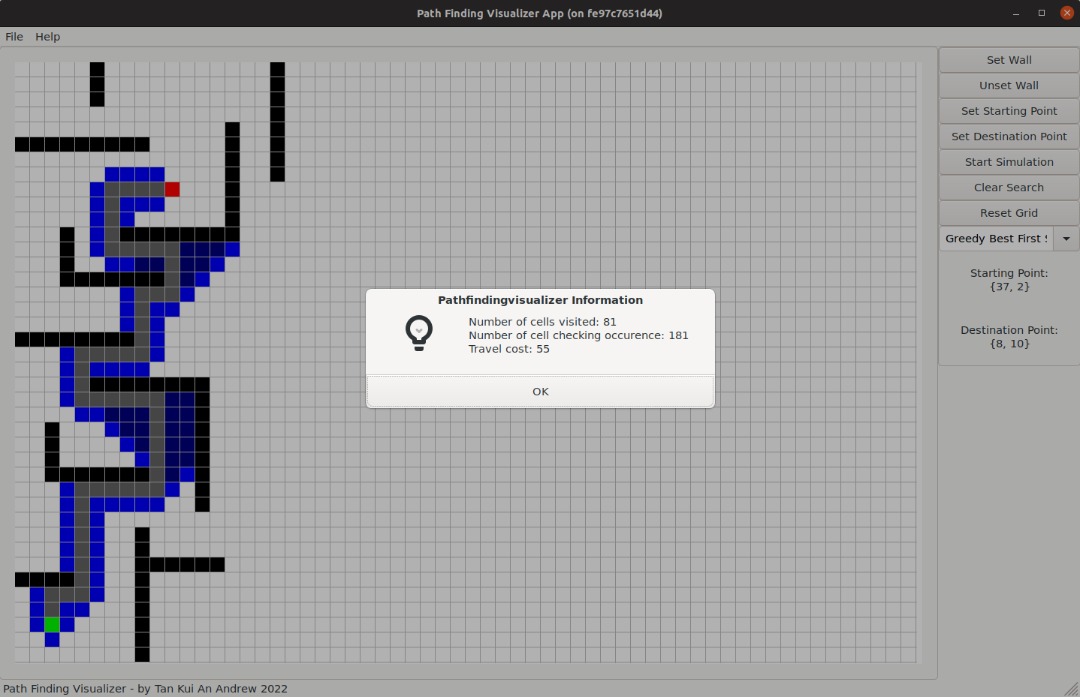 Path Finding Visualizer App (on fe97c7651d44)
File Help
Set Wall
Unset Wall
Set Starting Point
Set Destination Point
Start Simulation
Clear Search
Reset Grid
Greedy Best First
Starting Point:
{37, 2}
Destination Point:
{8, 10}
Pathfindingvisualizer Information
Number of cells visited: 81
Number of cell checking occurence: 181
Travel cost: 55
OK
Path Finding Visualizer - by Tan Kui An Andrew 2022